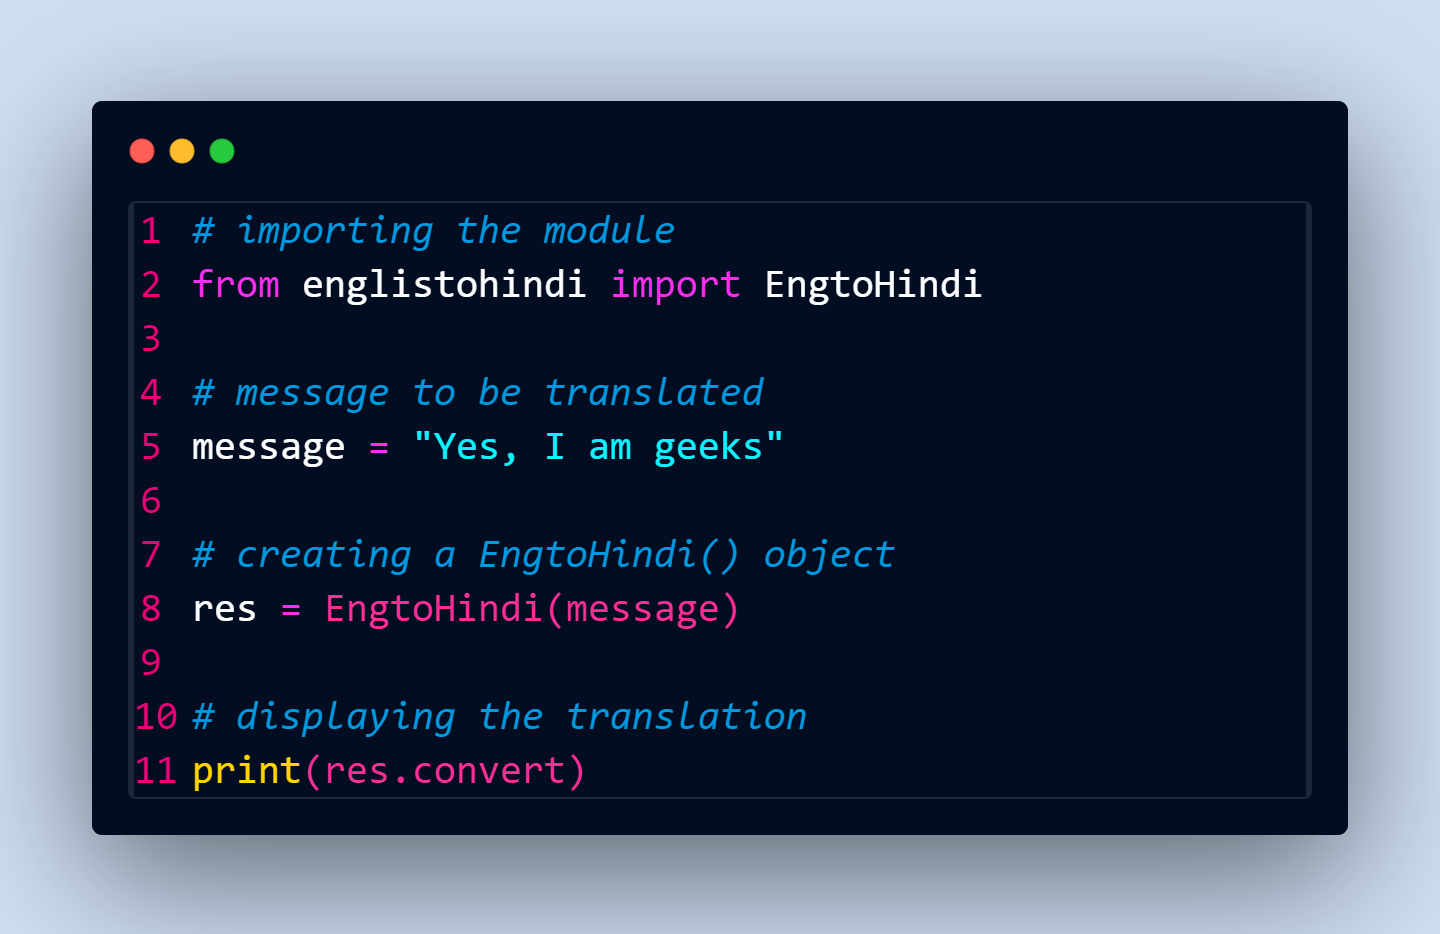 1 # importing the module
2 from englistohindi import EngtoHindi
3
4 # message to be translated
5 message = "Yes, I am geeks"
6
7 # creating a EngtoHindi() object
8 res = EngtoHindi(message)
9
10 # displaying the translation
11 print(res.convert)